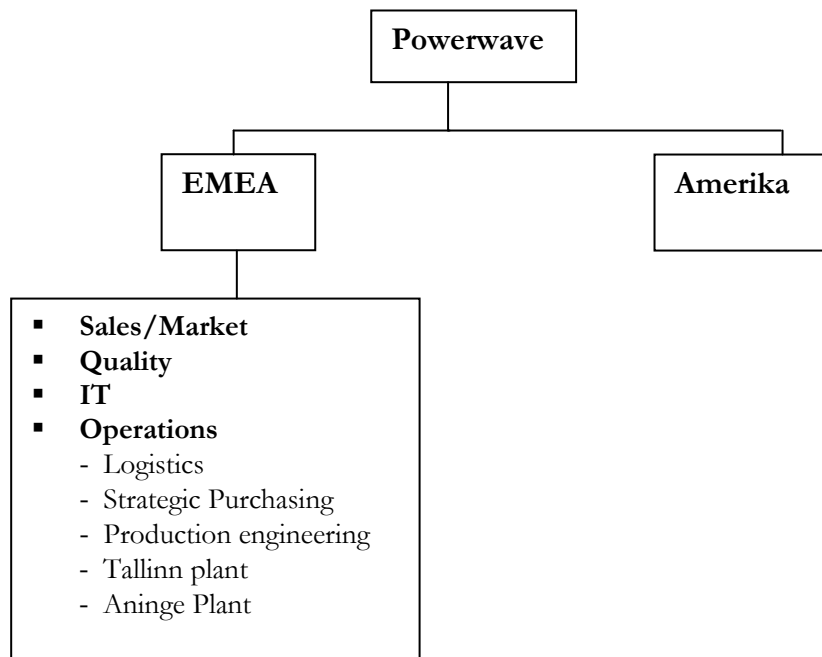 Powerwave
EMEA
Amerika
▪ Sales/Market
▪ Quality
▪ IT
▪ Operations
- Logistics
- Strategic Purchasing
- Production engineering
- Tallinn plant
- Aninge Plant